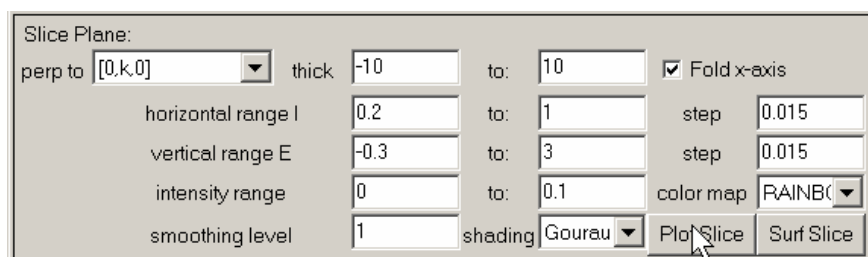 Slice Plane:
perp to [0,k,0] thick -10 to: 10 Fold x-axis
horizontal range l 0.2 to: 1 step 0.015
vertical range E -0.3 to: 3 step 0.015
intensity range 0 to: 0.1 color map RAINB(
smoothing level 1 shading Gourau Plot Slice Surf Slice